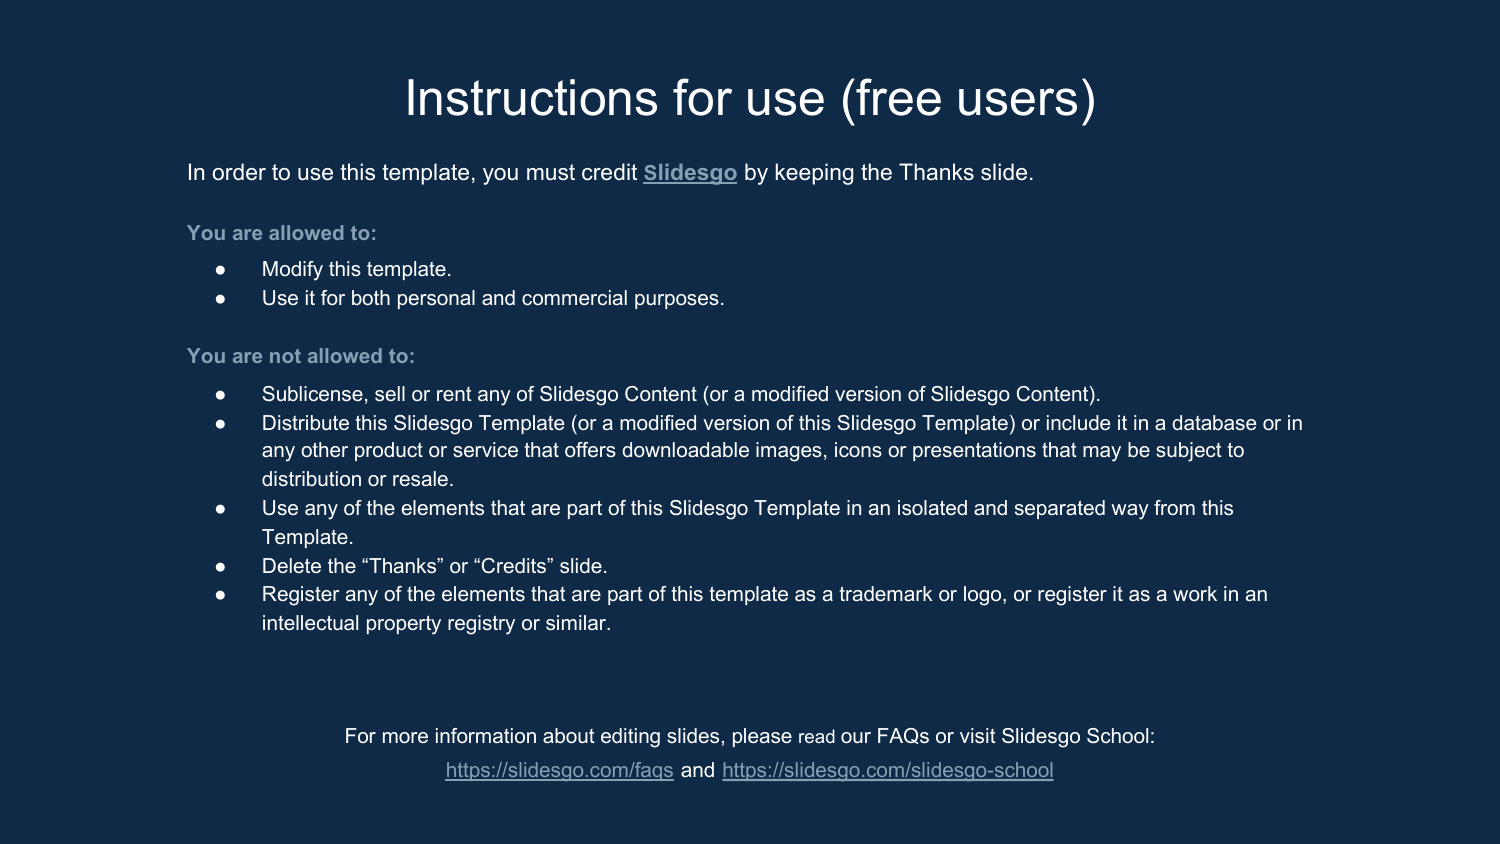 Instructions for use (free users)
In order to use this template, you must credit Slidesgo by keeping the Thanks slide.
You are allowed to:
● Modify this template.
● Use it for both personal and commercial purposes.
You are not allowed to:
● Sublicense, sell or rent any of Slidesgo Content (or a modified version of Slidesgo Content).
● Distribute this Slidesgo Template (or a modified version of this Slidesgo Template) or include it in a database or in
any other product or service that offers downloadable images, icons or presentations that may be subject to
distribution or resale.
● Use any of the elements that are part of this Slidesgo Template in an isolated and separated way from this
Template.
● Delete the “Thanks” or “Credits” slide.
● Register any of the elements that are part of this template as a trademark or logo, or register it as a work in an
intellectual property registry or similar.
For more information about editing slides, please read our FAQs or visit Slidesgo School:
https://slidesgo.com/faqs and https://slidesgo.com/slidesgo-school